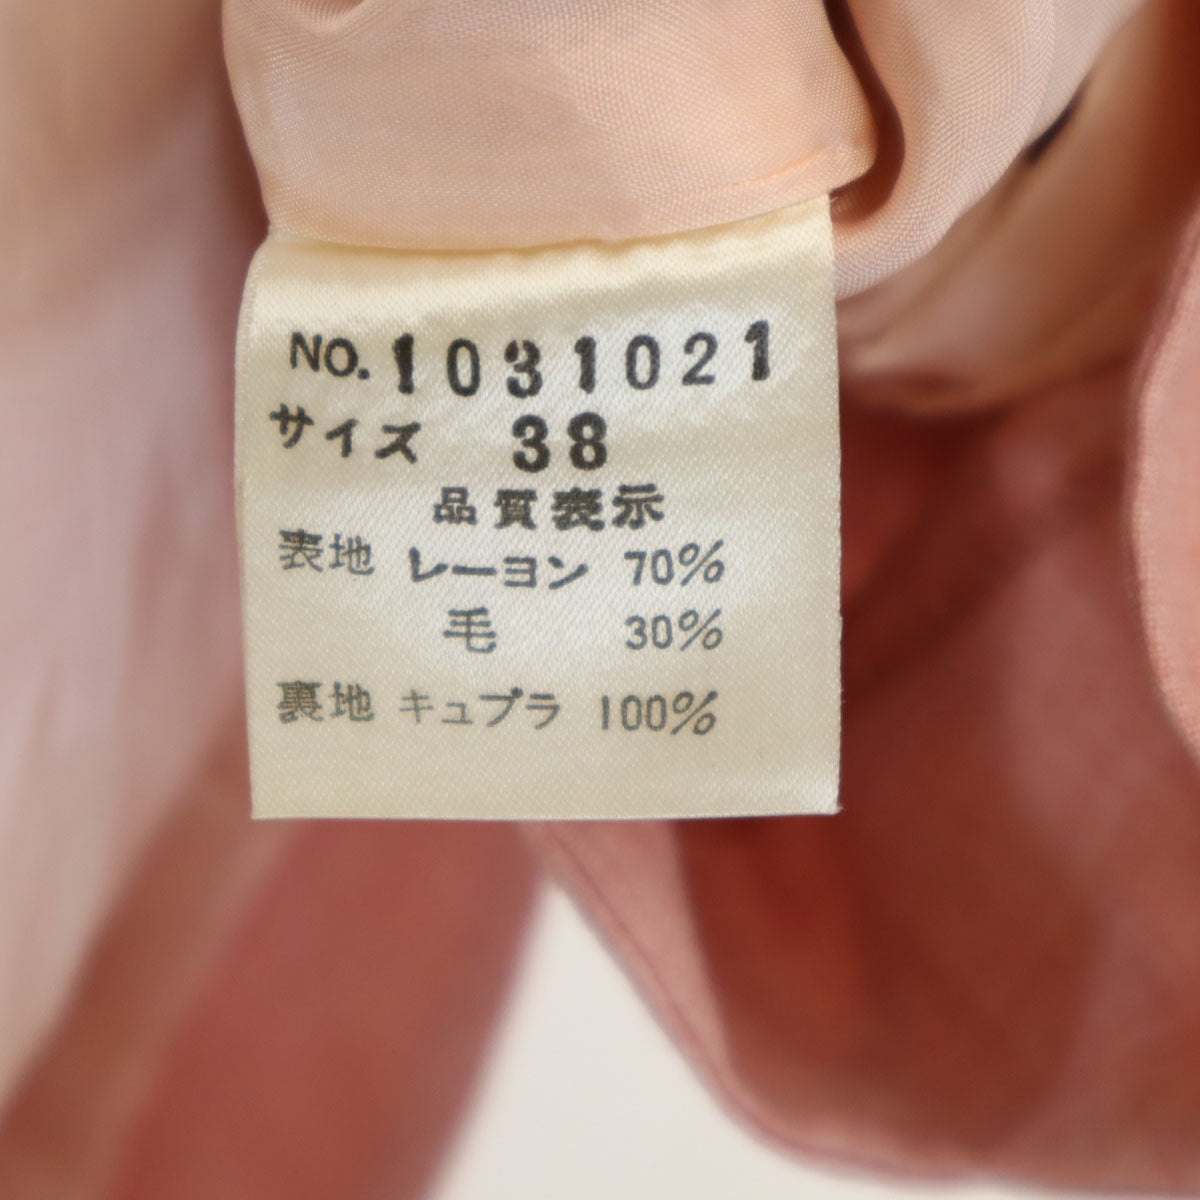 NO. 1031021
サイズ 38
品質表示
表地 レーヨン 70%
毛 30%
裏地 キュプラ 100%